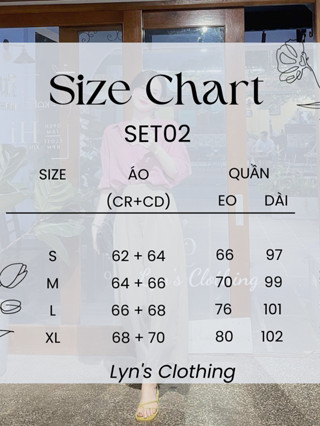 Size Chart
SET02
SIZE ÁO QUẦN
(CR+CD) EO DÀI
S 62 + 64 66 97
M 64 + 66 70 99
L 66 + 68 76 101
XL 68 + 70 80 102
Lyn's Clothing